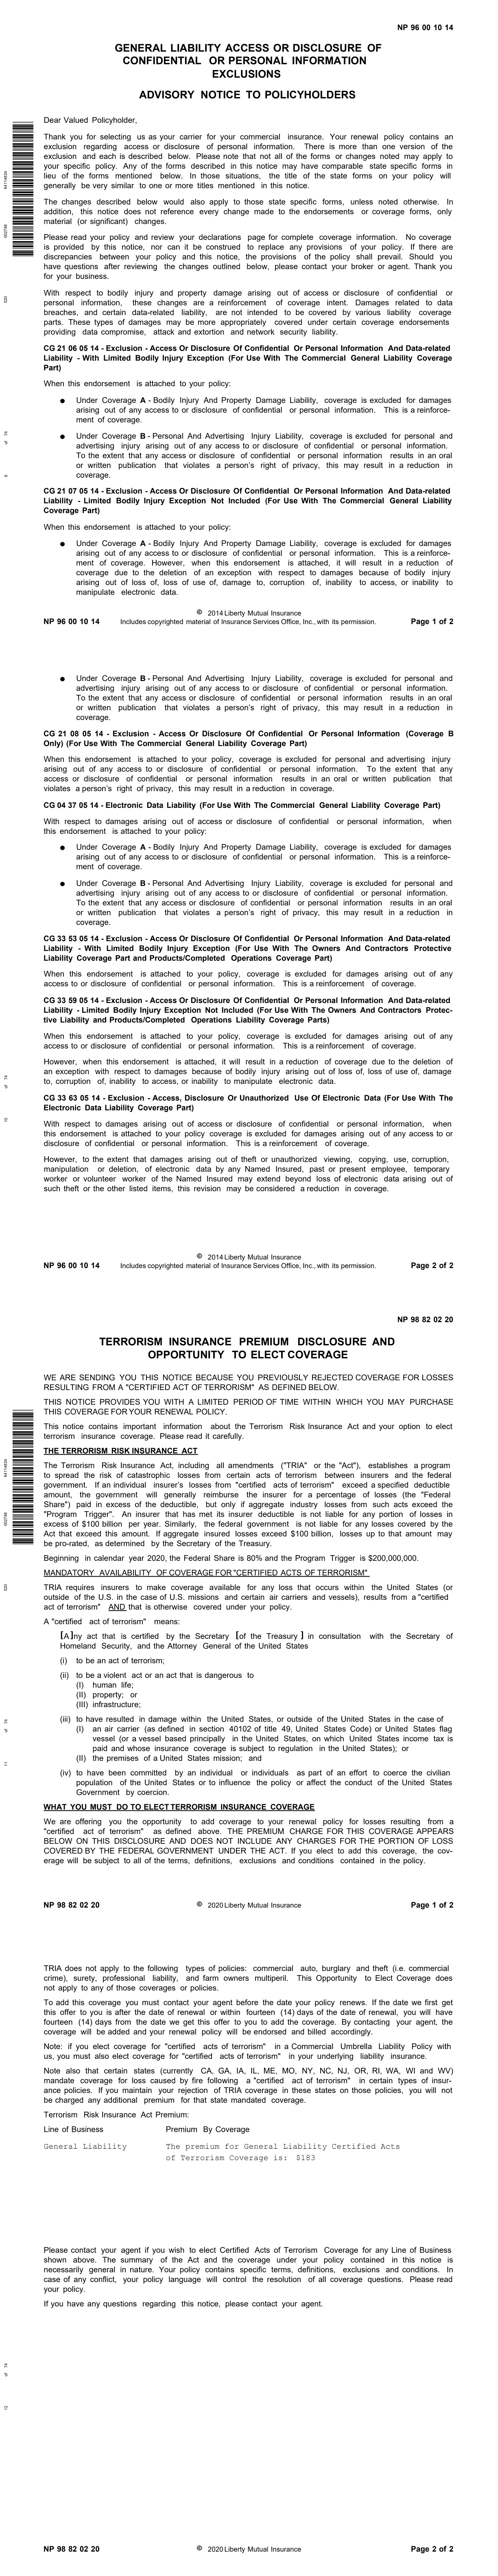 NP 96 00 10 14
GENERAL LIABILITY ACCESS OR DISCLOSURE OF
CONFIDENTIAL OR PERSONAL INFORMATION
EXCLUSIONS
ADVISORY NOTICE TO POLICYHOLDERS
Dear Valued Policyholder,
Thank you for selecting us as your carrier for your commercial insurance. Your renewal policy contains an
exclusion regarding access or disclosure of personal information. There is more than one version of the
exclusion and each is described below. Please note that not all of the forms or changes noted may apply to
your specific policy. Any of the forms described in this notice may have comparable state specific forms in
lieu of the forms mentioned below. In those situations, the title of the state forms on your policy will
generally be very similar to one or more titles mentioned in this notice.
The changes described below would also apply to those state specific forms, unless noted otherwise. In
addition, this notice does not reference every change made to the endorsements or coverage forms, only
material (or significant) changes.
Please read your policy and review your declarations page for complete coverage information. No coverage
is provided by this notice, nor can it be construed to replace any provisions of your policy. If there are
discrepancies between your policy and this notice, the provisions of the policy shall prevail. Should you
have questions after reviewing the changes outlined below, please contact your broker or agent. Thank you
for your business.
With respect to bodily injury and property damage arising out of access or disclosure of confidential or
personal information, these changes are a reinforcement of coverage intent. Damages related to data
breaches, and certain data-related liability, are not intended to be covered by various liability coverage
parts. These types of damages may be more appropriately covered under certain coverage endorsements
providing data compromise, attack and extortion and network security liability.
CG 21 06 05 14 - Exclusion - Access Or Disclosure Of Confidential Or Personal Information And Data-related
Liability - With Limited Bodily Injury Exception (For Use With The Commercial General Liability Coverage
Part)
When this endorsement is attached to your policy:
● Under Coverage A - Bodily Injury And Property Damage Liability, coverage is excluded for damages
arising out of any access to or disclosure of confidential or personal information. This is a reinforce-
ment of coverage.
● Under Coverage B - Personal And Advertising Injury Liability, coverage is excluded for personal and
advertising injury arising out of any access to or disclosure of confidential or personal information.
To the extent that any access or disclosure of confidential or personal information results in an oral
or written publication that violates a person's right of privacy, this may result in a reduction in
coverage.
CG 21 07 05 14 - Exclusion - Access Or Disclosure Of Confidential Or Personal Information And Data-related
Liability - Limited Bodily Injury Exception Not Included (For Use With The Commercial General Liability
Coverage Part)
When this endorsement is attached to your policy:
● Under Coverage A - Bodily Injury And Property Damage Liability, coverage is excluded for damages
arising out of any access to or disclosure of confidential or personal information. This is a reinforce-
ment of coverage. However, when this endorsement is attached, it will result in a reduction of
coverage due to the deletion of an exception with respect to damages because of bodily injury
arising out of loss of, loss of use of, damage to, corruption of, inability to access, or inability to
manipulate electronic data.
© 2014 Liberty Mutual Insurance
NP 96 00 10 14 Includes copyrighted material of Insurance Services Office, Inc., with its permission. Page 1 of 2
● Under Coverage B - Personal And Advertising Injury Liability, coverage is excluded for personal and
advertising injury arising out of any access to or disclosure of confidential or personal information.
To the extent that any access or disclosure of confidential or personal information results in an oral
or written publication that violates a person's right of privacy, this may result in a reduction in
coverage.
CG 21 08 05 14 - Exclusion - Access Or Disclosure Of Confidential Or Personal Information (Coverage B
Only) (For Use With The Commercial General Liability Coverage Part)
When this endorsement is attached to your policy, coverage is excluded for personal and advertising injury
arising out of any access to or disclosure of confidential or personal information. To the extent that any
access or disclosure of confidential or personal information results in an oral or written publication that
violates a person's right of privacy, this may result in a reduction in coverage.
CG 04 37 05 14 - Electronic Data Liability (For Use With The Commercial General Liability Coverage Part)
With respect to damages arising out of access or disclosure of confidential or personal information, when
this endorsement is attached to your policy:
● Under Coverage A - Bodily Injury And Property Damage Liability, coverage is excluded for damages
arising out of any access to or disclosure of confidential or personal information. This is a reinforce-
ment of coverage.
● Under Coverage B - Personal And Advertising Injury Liability, coverage is excluded for personal and
advertising injury arising out of any access to or disclosure of confidential or personal information.
To the extent that any access or disclosure of confidential or personal information results in an oral
or written publication that violates a person's right of privacy, this may result in a reduction in
coverage.
CG 33 53 05 14 - Exclusion - Access Or Disclosure Of Confidential Or Personal Information And Data-related
Liability - With Limited Bodily Injury Exception (For Use With The Owners And Contractors Protective
Liability Coverage Part and Products/Completed Operations Coverage Part)
When this endorsement is attached to your policy, coverage is excluded for damages arising out of any
access to or disclosure of confidential or personal information. This is a reinforcement of coverage.
CG 33 59 05 14 - Exclusion - Access Or Disclosure Of Confidential Or Personal Information And Data-related
Liability - Limited Bodily Injury Exception Not Included (For Use With The Owners And Contractors Protec-
tive Liability and Products/Completed Operations Liability Coverage Parts)
When this endorsement is attached to your policy, coverage is excluded for damages arising out of any
access to or disclosure of confidential or personal information. This is a reinforcement of coverage.
However, when this endorsement is attached, it will result in a reduction of coverage due to the deletion of
an exception with respect to damages because of bodily injury arising out of loss of, loss of use of, damage
to, corruption of, inability to access, or inability to manipulate electronic data.
CG 33 63 05 14 - Exclusion - Access, Disclosure Or Unauthorized Use Of Electronic Data (For Use With The
Electronic Data Liability Coverage Part)
With respect to damages arising out of access or disclosure of confidential or personal information, when
this endorsement is attached to your policy coverage is excluded for damages arising out of any access to or
disclosure of confidential or personal information. This is a reinforcement of coverage.
However, to the extent that damages arising out of theft or unauthorized viewing, copying, use, corruption,
manipulation or deletion, of electronic data by any Named Insured, past or present employee, temporary
worker or volunteer worker of the Named Insured may extend beyond loss of electronic data arising out of
such theft or the other listed items, this revision may be considered a reduction in coverage.
© 2014 Liberty Mutual Insurance
NP 96 00 10 14 Includes copyrighted material of Insurance Services Office, Inc., with its permission. Page 2 of 2
NP 98 82 02 20
TERRORISM INSURANCE PREMIUM DISCLOSURE AND
OPPORTUNITY TO ELECT COVERAGE
WE ARE SENDING YOU THIS NOTICE BECAUSE YOU PREVIOUSLY REJECTED COVERAGE FOR LOSSES
RESULTING FROM A "CERTIFIED ACT OF TERRORISM" AS DEFINED BELOW.
THIS NOTICE PROVIDES YOU WITH A LIMITED PERIOD OF TIME WITHIN WHICH YOU MAY PURCHASE
THIS COVERAGE FOR YOUR RENEWAL POLICY.
This notice contains important information about the Terrorism Risk Insurance Act and your option to elect
terrorism insurance coverage. Please read it carefully.
THE TERRORISM RISK INSURANCE ACT
The Terrorism Risk Insurance Act, including all amendments ("TRIA" or the "Act"), establishes a program
to spread the risk of catastrophic losses from certain acts of terrorism between insurers and the federal
government. If an individual insurer's losses from "certified acts of terrorism" exceed a specified deductible
amount, the government will generally reimburse the insurer for a percentage of losses (the "Federal
Share") paid in excess of the deductible, but only if aggregate industry losses from such acts exceed the
"Program Trigger". An insurer that has met its insurer deductible is not liable for any portion of losses in
excess of $100 billion per year. Similarly, the federal government is not liable for any losses covered by the
Act that exceed this amount. If aggregate insured losses exceed $100 billion, losses up to that amount may
be pro-rated, as determined by the Secretary of the Treasury.
Beginning in calendar year 2020, the Federal Share is 80% and the Program Trigger is $200,000,000.
MANDATORY AVAILABILITY OF COVERAGE FOR "CERTIFIED ACTS OF TERRORISM"
TRIA requires insurers to make coverage available for any loss that occurs within the United States (or
outside of the U.S. in the case of U.S. missions and certain air carriers and vessels), results from a "certified
act of terrorism" AND that is otherwise covered under your policy.
A "certified act of terrorism" means:
[A]ny act that is certified by the Secretary [of the Treasury] in consultation with the Secretary of
Homeland Security, and the Attorney General of the United States
(i) to be an act of terrorism;
(ii) to be a violent act or an act that is dangerous to
(I) human life;
(II) property; or
(III) infrastructure;
(iii) to have resulted in damage within the United States, or outside of the United States in the case of
(I) an air carrier (as defined in section 40102 of title 49, United States Code) or United States flag
vessel (or a vessel based principally in the United States, on which United States income tax is
paid and whose insurance coverage is subject to regulation in the United States); or
(II) the premises of a United States mission; and
(iv) to have been committed by an individual or individuals as part of an effort to coerce the civilian
population of the United States or to influence the policy or affect the conduct of the United States
Government by coercion.
WHAT YOU MUST DO TO ELECT TERRORISM INSURANCE COVERAGE
We are offering you the opportunity to add coverage to your renewal policy for losses resulting from a
"certified act of terrorism" as defined above. THE PREMIUM CHARGE FOR THIS COVERAGE APPEARS
BELOW ON THIS DISCLOSURE AND DOES NOT INCLUDE ANY CHARGES FOR THE PORTION OF LOSS
COVERED BY THE FEDERAL GOVERNMENT UNDER THE ACT. If you elect to add this coverage, the cov-
erage will be subject to all of the terms, definitions, exclusions and conditions contained in the policy.
NP 98 82 02 20 © 2020 Liberty Mutual Insurance Page 1 of 2
TRIA does not apply to the following types of policies: commercial auto, burglary and theft (i.e. commercial
crime), surety, professional liability, and farm owners multiperil. This Opportunity to Elect Coverage does
not apply to any of those coverages or policies.
To add this coverage you must contact your agent before the date your policy renews. If the date we first get
this offer to you is after the date of renewal or within fourteen (14) days of the date of renewal, you will have
fourteen (14) days from the date we get this offer to you to add the coverage. By contacting your agent, the
coverage will be added and your renewal policy will be endorsed and billed accordingly.
Note: if you elect coverage for "certified acts of terrorism" in a Commercial Umbrella Liability Policy with
us, you must also elect coverage for "certified acts of terrorism" in your underlying liability insurance.
Note also that certain states (currently CA, GA, IA, IL, ME, MO, NY, NC, NJ, OR, RI, WA, WI and WV)
mandate coverage for loss caused by fire following a "certified act of terrorism" in certain types of insur-
ance policies. If you maintain your rejection of TRIA coverage in these states on those policies, you will not
be charged any additional premium for that state mandated coverage.
Terrorism Risk Insurance Act Premium:
Line of Business Premium By Coverage
General Liability The premium for General Liability Certified Acts
of Terrorism Coverage is: $183
Please contact your agent if you wish to elect Certified Acts of Terrorism Coverage for any Line of Business
shown above. The summary of the Act and the coverage under your policy contained in this notice is
necessarily general in nature. Your policy contains specific terms, definitions, exclusions and conditions. In
case of any conflict, your policy language will control the resolution of all coverage questions. Please read
your policy.
If you have any questions regarding this notice, please contact your agent.
NP 98 82 02 20 © 2020 Liberty Mutual Insurance Page 2 of 2